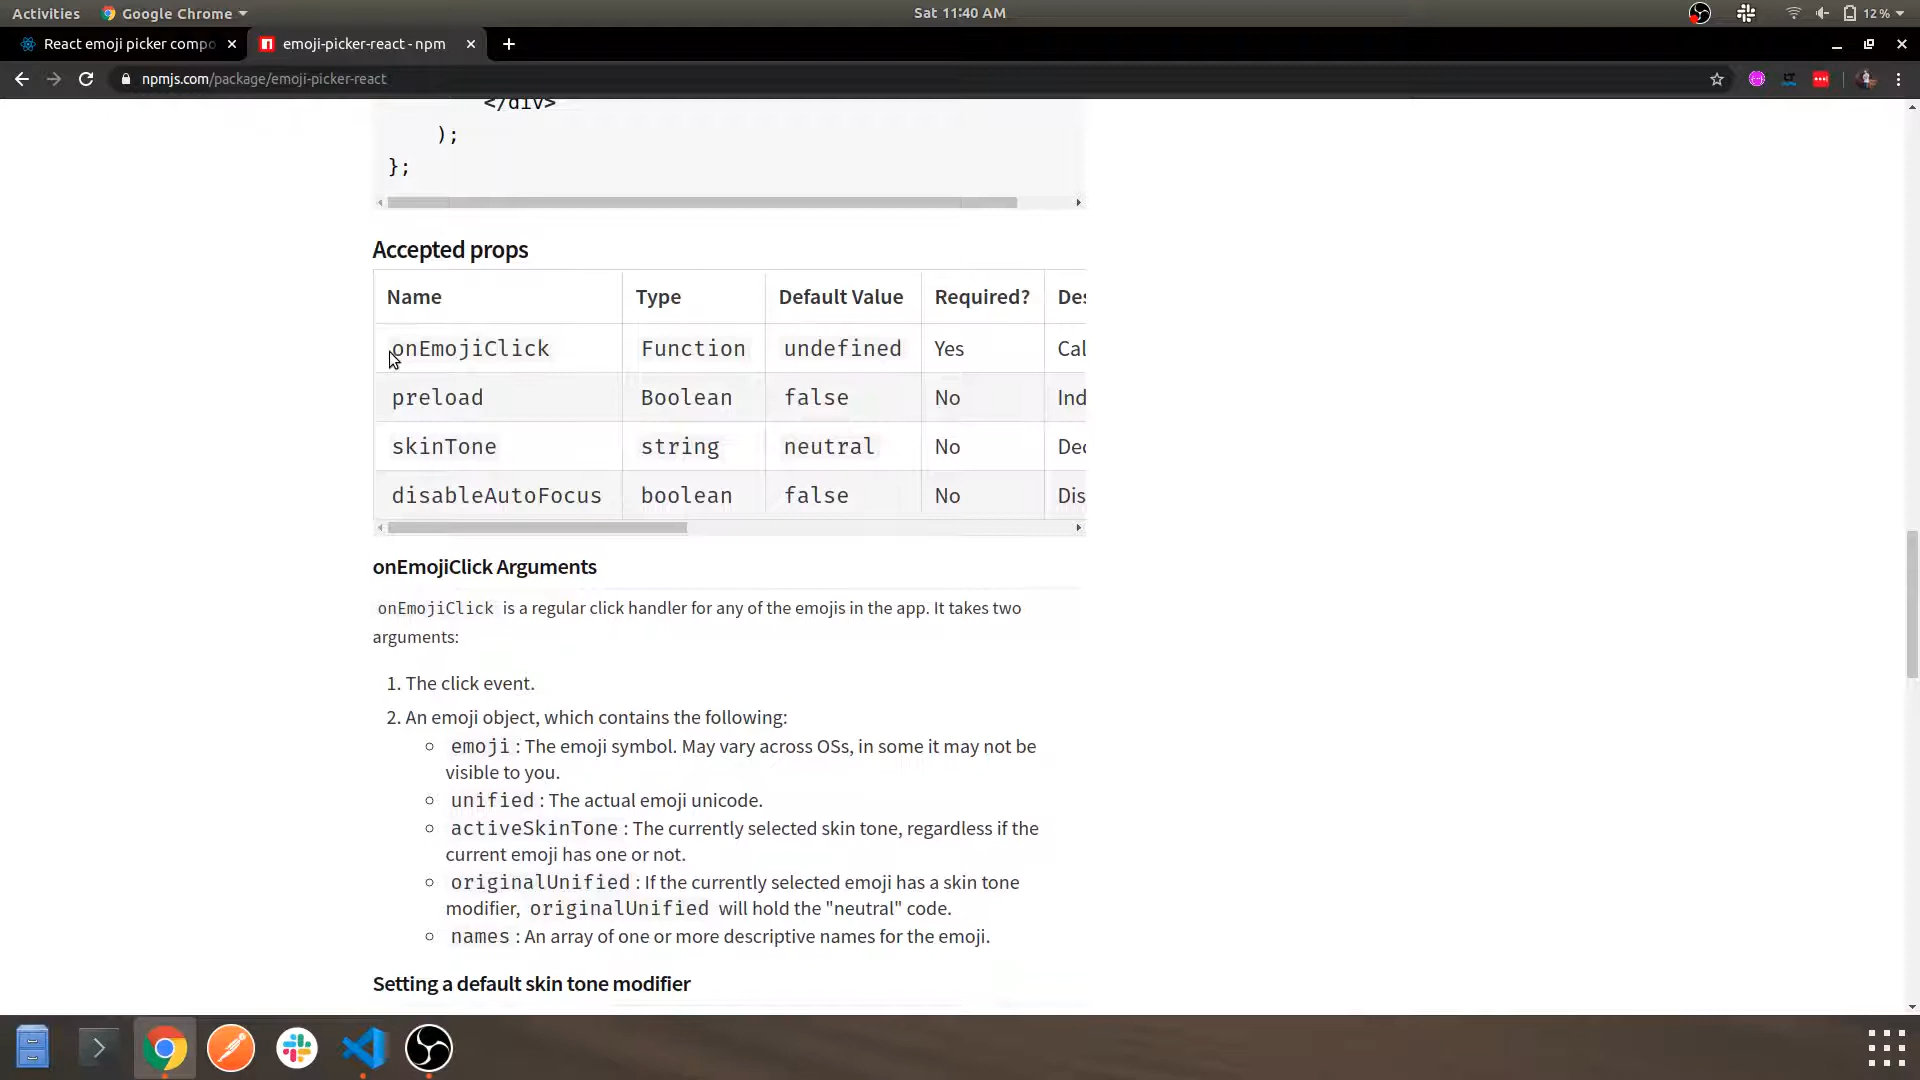 Activities Google Chrome Sat 11:40 AM 12 %
React emoji picker compo emoji-picker-react - npm
npmjs.com/package/emoji-picker-react
</div>
);
};
Accepted props
Name Type Default Value Required? Des
onEmojiClick Function undefined Yes Cal
preload Boolean false No Ind
skinTone string neutral No Dec
disableAutoFocus boolean false No Dis
onEmojiClick Arguments
onEmojiClick is a regular click handler for any of the emojis in the app. It takes two
arguments:
1. The click event.
2. An emoji object, which contains the following:
emoji : The emoji symbol. May vary across OSs, in some it may not be
visible to you.
unified : The actual emoji unicode.
activeSkinTone : The currently selected skin tone, regardless if the
current emoji has one or not.
originalUnified : If the currently selected emoji has a skin tone
modifier, originalUnified will hold the "neutral" code.
names : An array of one or more descriptive names for the emoji.
Setting a default skin tone modifier